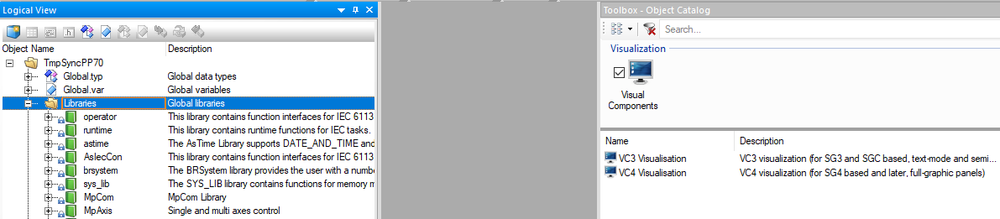 Logical View
Object Name Description
TmpSyncPP70
Global.typ Global data types
Global.var Global variables
Libraries Global libraries
operator This library contains function interfaces for IEC 6113
runtime This library contains runtime functions for IEC tasks.
astime The AsTime Library supports DATE_AND_TIME and
AsIecCon This library contains function interfaces for IEC 6113
brsystem The BRSystem library provides the user with a numbe
sys_lib The SYS_LIB library contains functions for memory m
MpCom MpCom Library
MpAxis Single and multi axes control
Toolbox - Object Catalog
Search...
Visualization
Visual
Components
Name Description
VC3 Visualisation VC3 visualization (for SG3 and SGC based, text-mode and semi...
VC4 Visualisation VC4 visualization (for SG4 based and later, full-graphic panels)